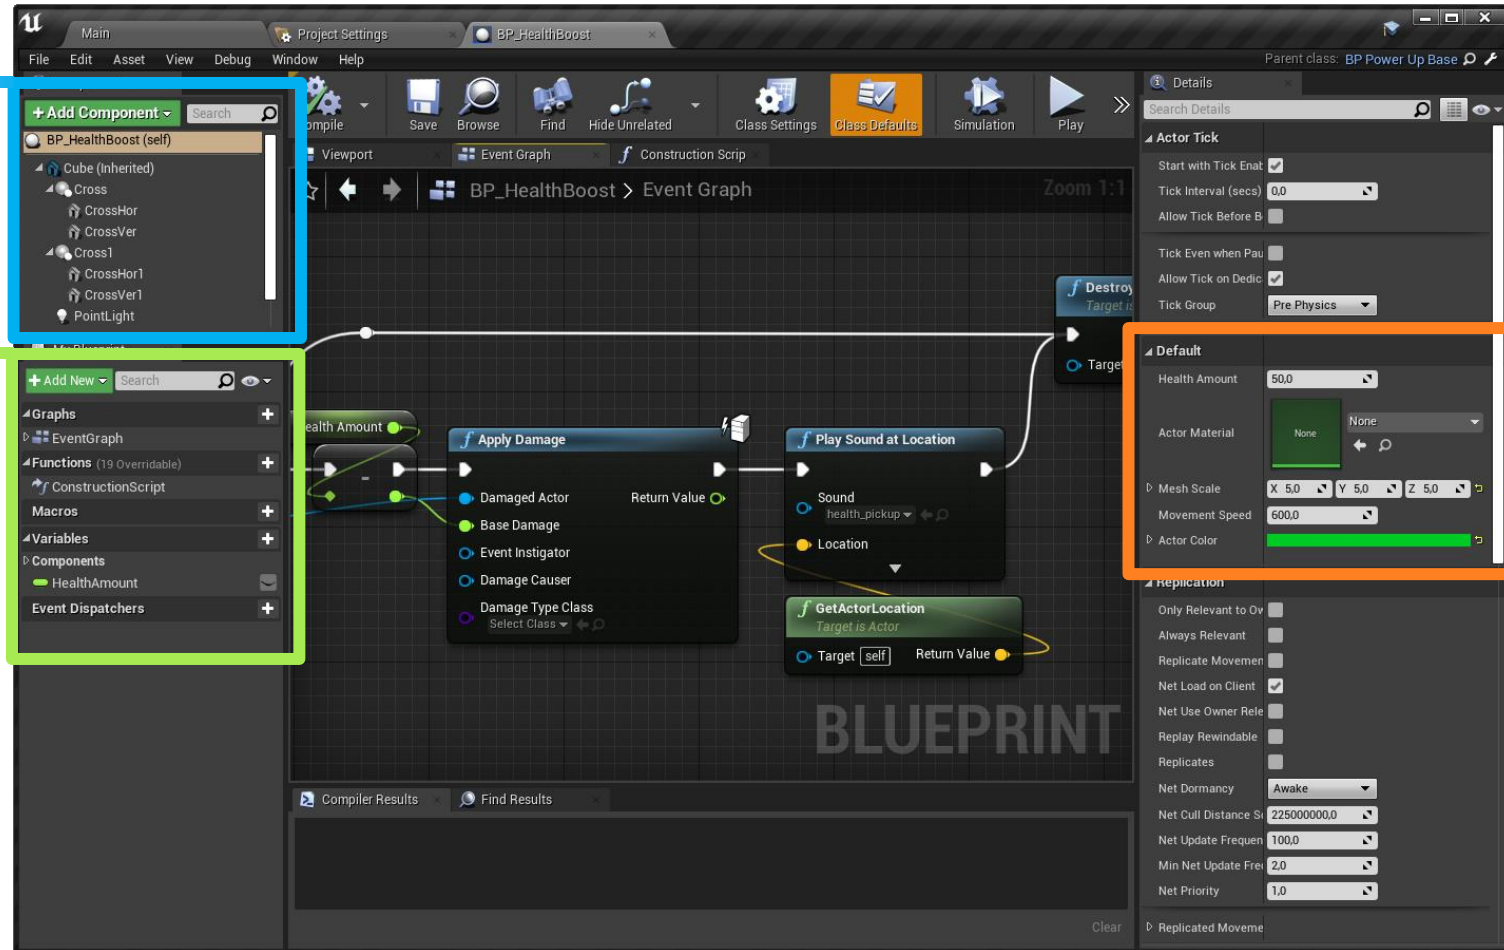 Main
Project Settings
BP_HealthBoost
File Edit Asset View Debug Window Help
Parent class: BP Power Up Base
+Add Component
Search
BP_HealthBoost (self)
Cube (Inherited)
Cross
CrossHor
CrossVer
Cross1
CrossHor1
CrossVer1
PointLight
+Add New
Search
Graphs
EventGraph
Functions (19 Overridable)
ConstructionScript
Macros
Variables
Components
HealthAmount
Event Dispatchers
ompile
Save
Browse
Find
Hide Unrelated
Class Settings
Class Defaults
Simulation
Play
Viewport
Event Graph
f Construction Scrip
BP_HealthBoost > Event Graph
Zoom 1:1
f Destroy
Target is
Target
ealth Amount
-
f Apply Damage
Damaged Actor
Return Value
Base Damage
Event Instigator
Damage Causer
Damage Type Class
Select Class
f Play Sound at Location
Sound
health_pickup
Location
f GetActorLocation
Target is Actor
Target self
Return Value
BLUEPRINT
Compiler Results
Find Results
Clear
Details
Search Details
Actor Tick
Start with Tick Enab
Tick Interval (secs) 0,0
Allow Tick Before B
Tick Even when Pau
Allow Tick on Dedic
Tick Group Pre Physics
Default
Health Amount 50,0
Actor Material None None
Mesh Scale X 5,0 Y 5,0 Z 5,0
Movement Speed 600,0
Actor Color
Replication
Only Relevant to Ow
Always Relevant
Replicate Movemen
Net Load on Client
Net Use Owner Rele
Replay Rewindable
Replicates
Net Dormancy Awake
Net Cull Distance S 225000000,0
Net Update Frequen 100,0
Min Net Update Fre 2,0
Net Priority 1,0
Replicated Moveme